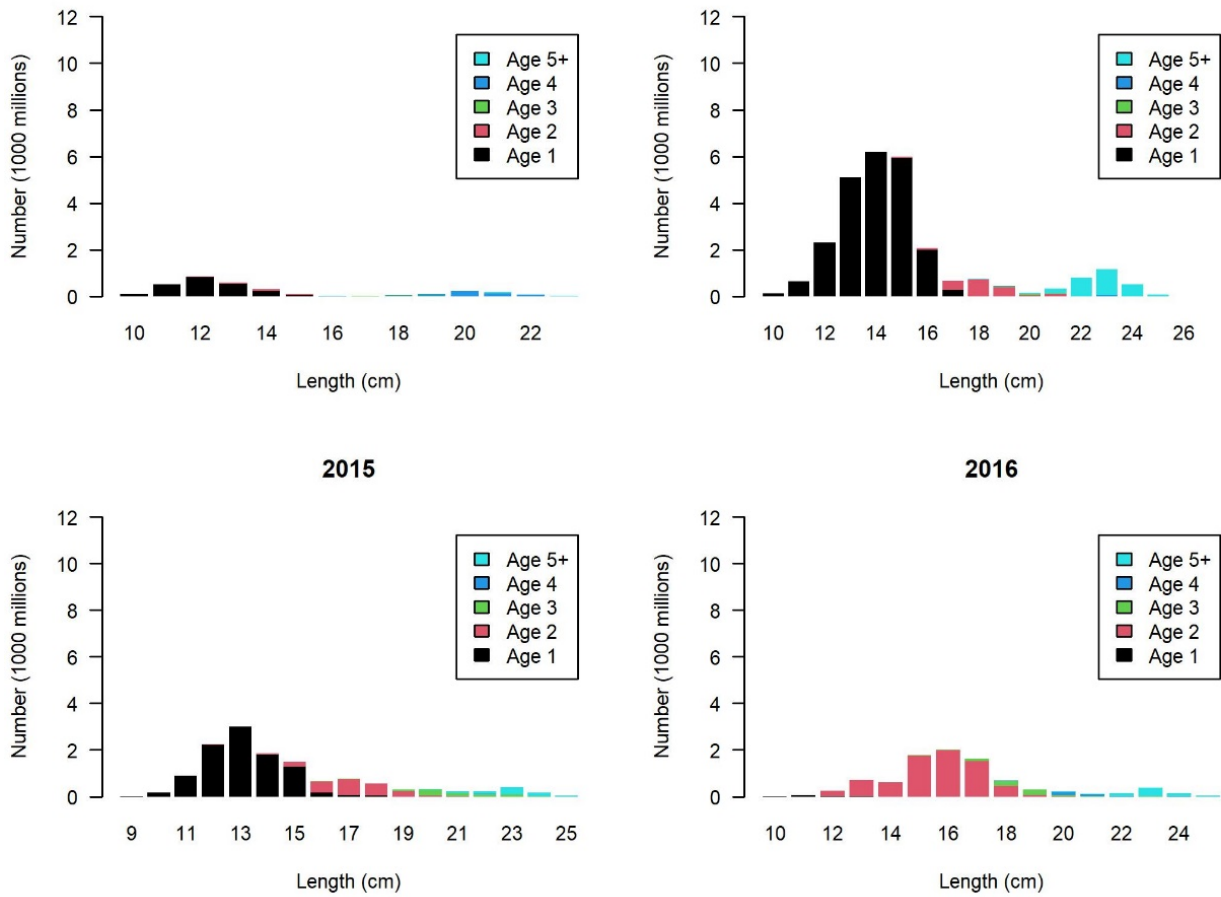 12
10
8
6
4
2
0
Number (1000 millions)
Age 5+
Age 4
Age 3
Age 2
Age 1
10 12 14 16 18 20 22
Length (cm)
12
10
8
6
4
2
0
Number (1000 millions)
Age 5+
Age 4
Age 3
Age 2
Age 1
10 12 14 16 18 20 22 24 26
Length (cm)
2015
12
10
8
6
4
2
0
Number (1000 millions)
Age 5+
Age 4
Age 3
Age 2
Age 1
9 11 13 15 17 19 21 23 25
Length (cm)
2016
12
10
8
6
4
2
0
Number (1000 millions)
Age 5+
Age 4
Age 3
Age 2
Age 1
10 12 14 16 18 20 22 24
Length (cm)